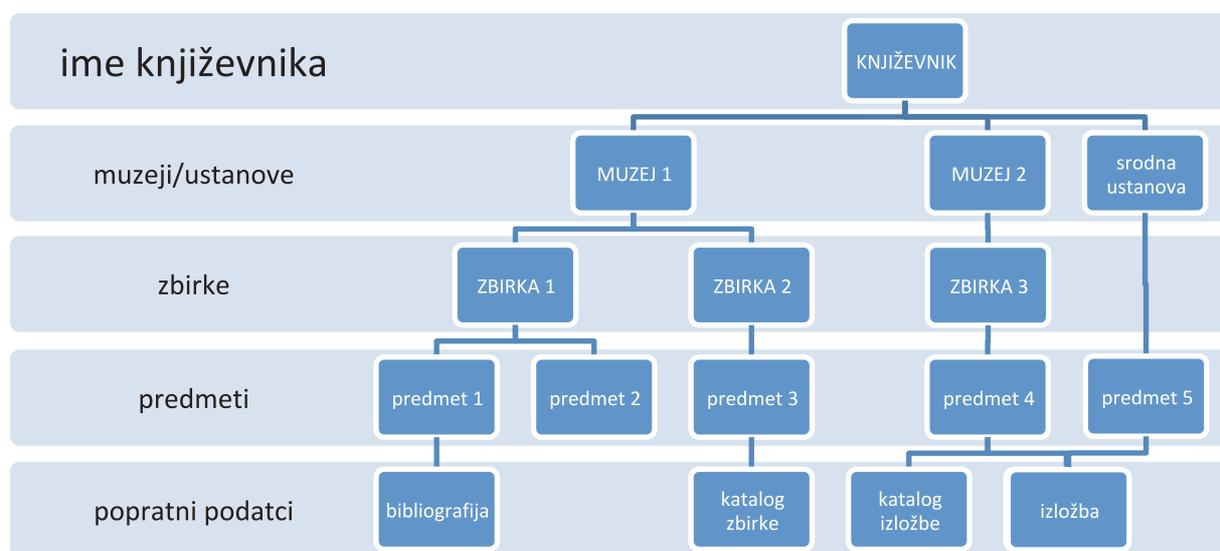 ime književnika
KNJIŽEVNIK
muzeji/ustanove
MUZEJ 1
MUZEJ 2
srodna
ustanova
zbirke
ZBIRKA 1
ZBIRKA 2
ZBIRKA 3
predmeti
predmet 1
predmet 2
predmet 3
predmet 4
predmet 5
popratni podatci
bibliografija
katalog
zbirke
katalog
izložbe
izložba